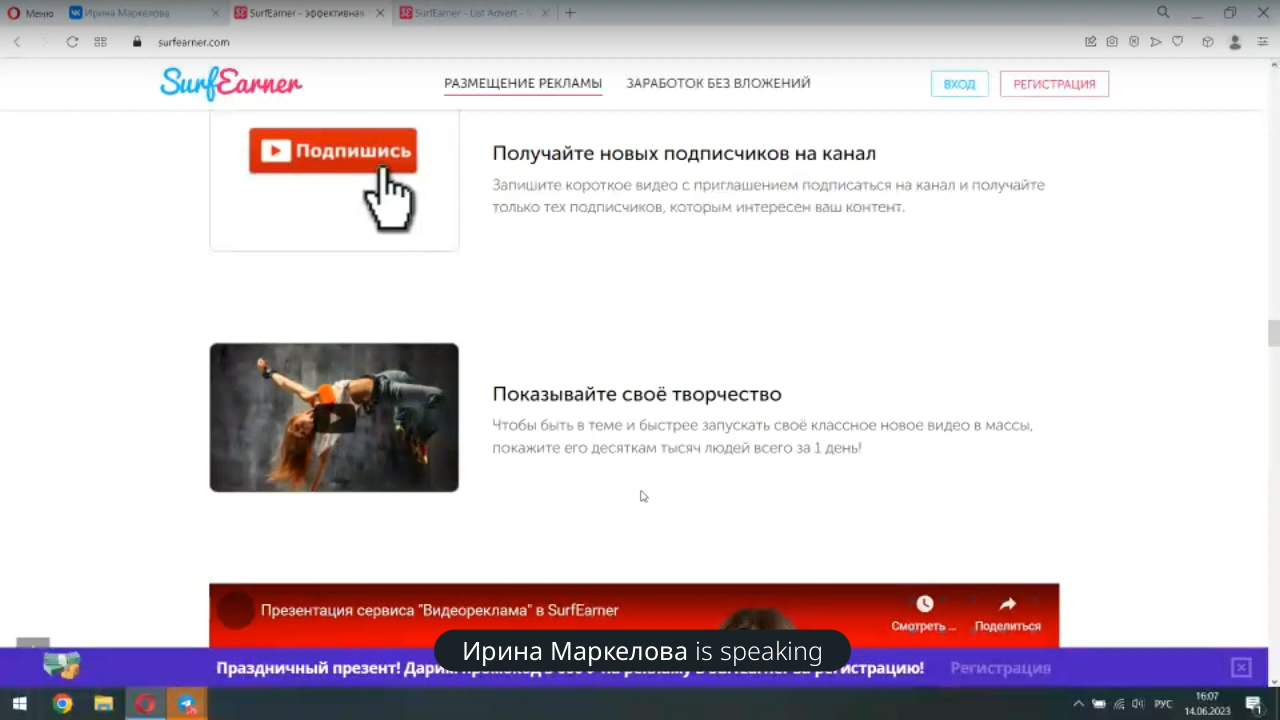 Меню
Ирина Маркелова
SurfEarner - эффективная
SurfEarner - List Advert. -
surfearner.com
SurfEarner
РАЗМЕЩЕНИЕ РЕКЛАМЫ
ЗАРАБОТОК БЕЗ ВЛОЖЕНИЙ
ВХОД
РЕГИСТРАЦИЯ
Подпишись
Получайте новых подписчиков на канал
Запишите короткое видео с приглашением подписаться на канал и получайте
только тех подписчиков, которым интересен ваш контент.
Показывайте своё творчество
Чтобы быть в теме и быстрее запускать своё классное новое видео в массы,
покажите его десяткам тысяч людей всего за 1 день!
Презентация сервиса "Видеореклама" в SurfEarner
Смотреть ...
Поделиться
Ирина Маркелова is speaking
Праздничный презент! Дарим
регистрацию!
Регистрация
РУС
16:07
14.06.2023